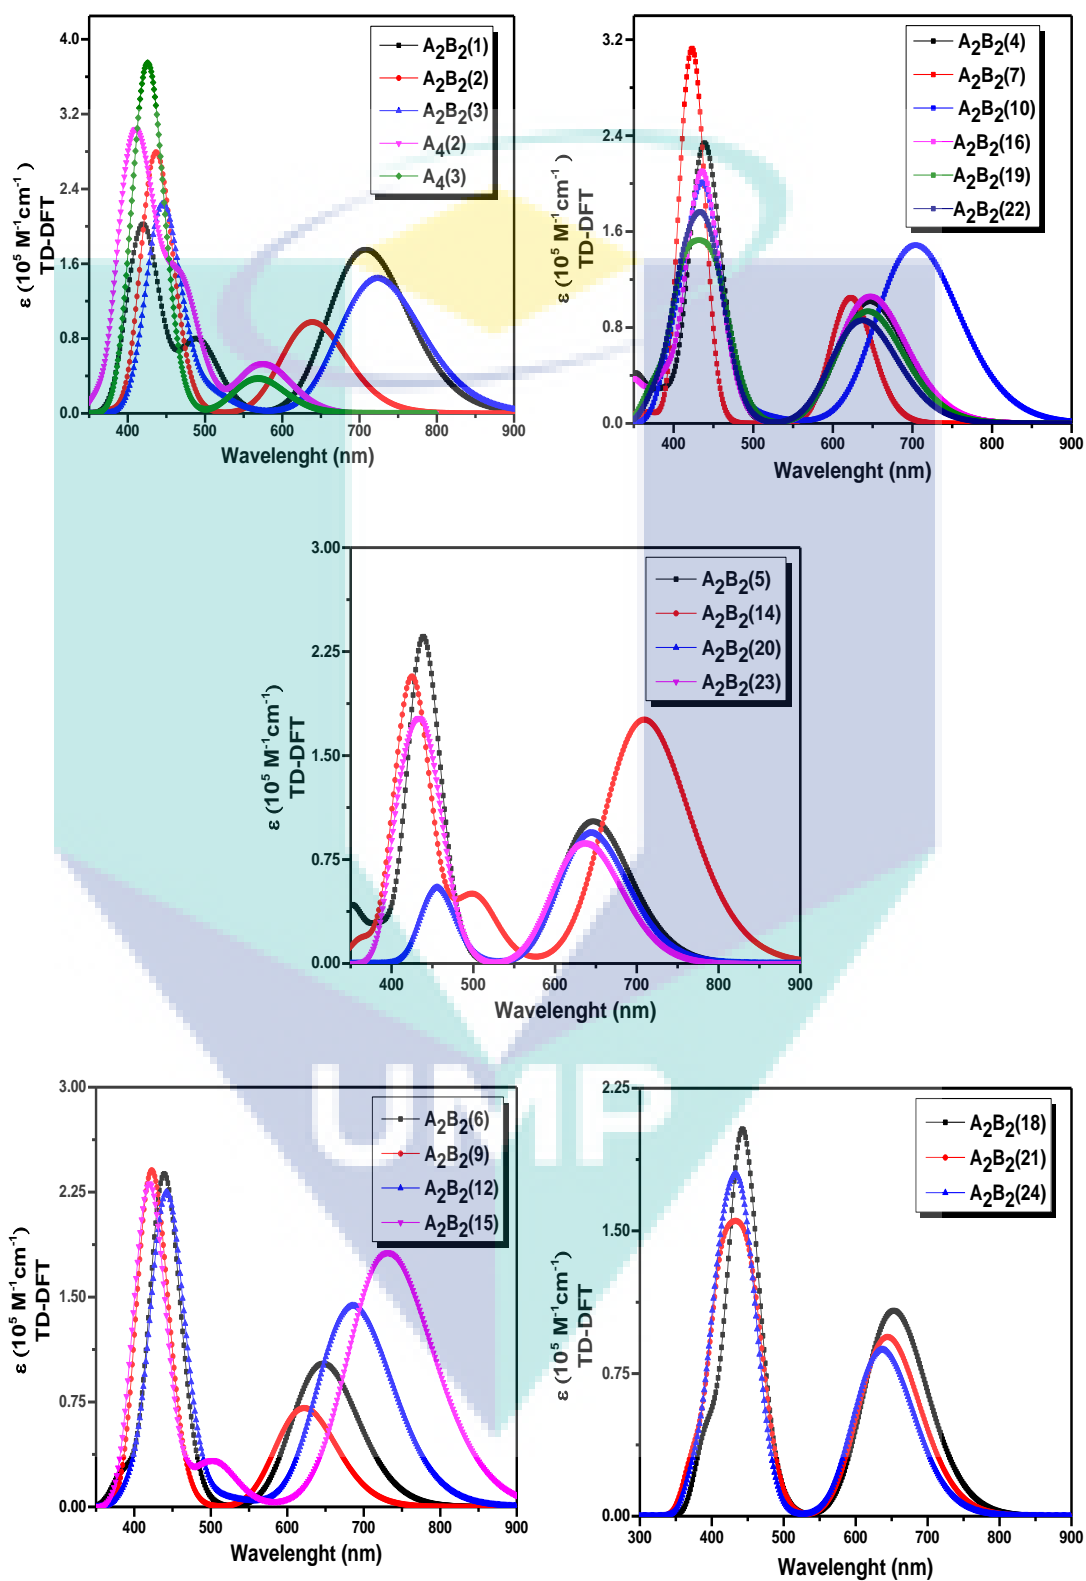 4.0
3.2
2.4
1.6
0.8
0.0
400 500 600 700 800 900
Wavelenght (nm)
ε (10⁵ M⁻¹cm⁻¹)
TD-DFT
A₂B₂(1)
A₂B₂(2)
A₂B₂(3)
A₄(2)
A₄(3)
3.2
2.4
1.6
0.8
0.0
400 500 600 700 800 900
Wavelenght (nm)
ε (10⁵ M⁻¹cm⁻¹)
TD-DFT
A₂B₂(4)
A₂B₂(7)
A₂B₂(10)
A₂B₂(16)
A₂B₂(19)
A₂B₂(22)
3.00
2.25
1.50
0.75
0.00
400 500 600 700 800 900
Wavelenght (nm)
ε (10⁵ M⁻¹cm⁻¹)
TD-DFT
A₂B₂(5)
A₂B₂(14)
A₂B₂(20)
A₂B₂(23)
UMP
3.00
2.25
1.50
0.75
0.00
400 500 600 700 800 900
Wavelenght (nm)
ε (10⁵ M⁻¹cm⁻¹)
TD-DFT
A₂B₂(6)
A₂B₂(9)
A₂B₂(12)
A₂B₂(15)
2.25
1.50
0.75
0.00
300 400 500 600 700 800 900
Wavelenght (nm)
ε (10⁵ M⁻¹cm⁻¹)
TD-DFT
A₂B₂(18)
A₂B₂(21)
A₂B₂(24)